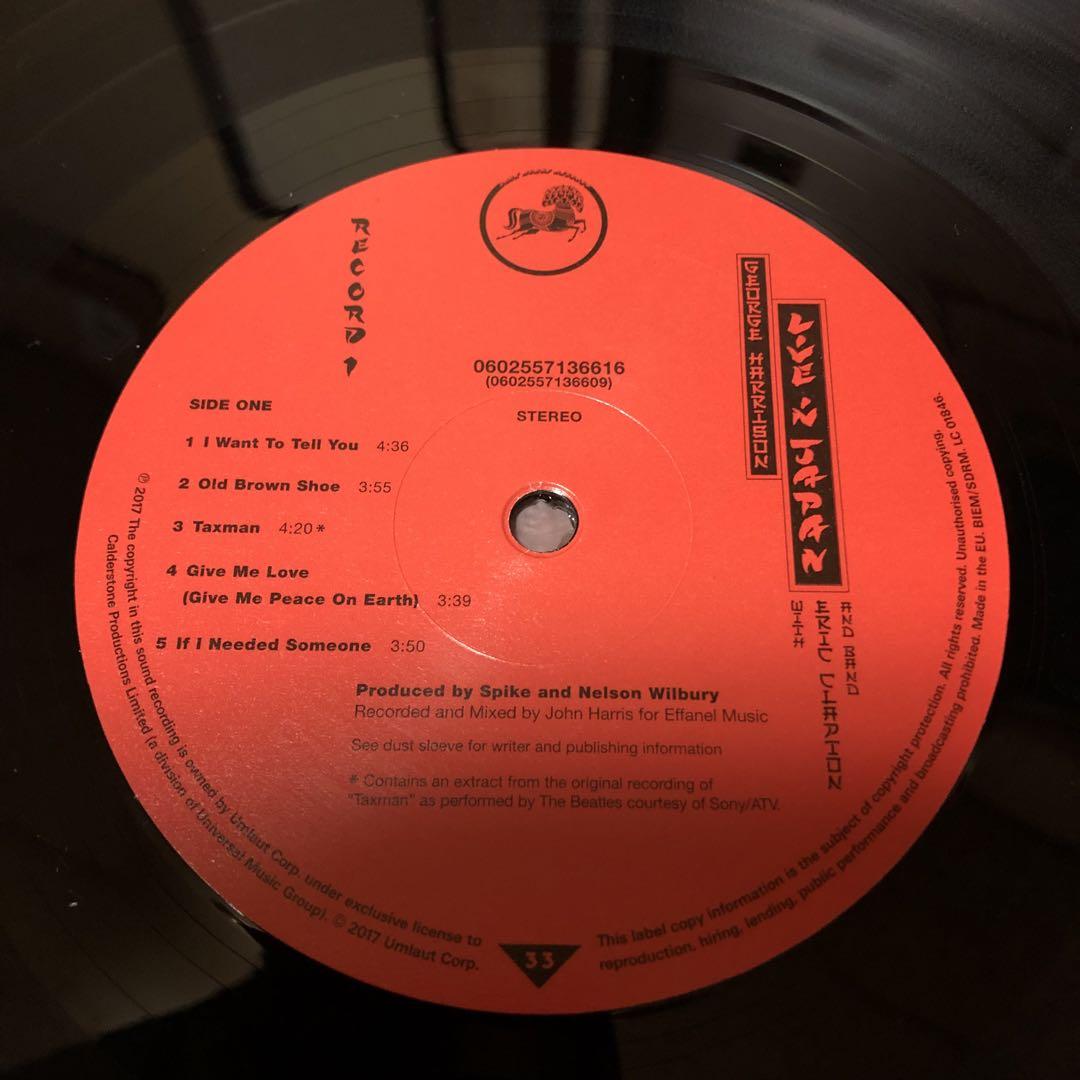 RECORD 1
0602557136616
(0602557136609)
STEREO
SIDE ONE
1 I Want To Tell You 4:36
2 Old Brown Shoe 3:55
3 Taxman 4:20 *
4 Give Me Love
(Give Me Peace On Earth) 3:39
5 If I Needed Someone 3:50
GEORGE HARRISON
LIVE IN JAPAN
WITH
ERIC CLAPTON
AND BAND
Produced by Spike and Nelson Wilbury
Recorded and Mixed by John Harris for Effanel Music
See dust sleeve for writer and publishing information
* Contains an extract from the original recording of
"Taxman" as performed by The Beatles courtesy of Sony/ATV.
℗ 2017 The copyright in this sound recording is owned by Umlaut Corp. under exclusive license to
Calderstone Productions Limited (a division of Universal Music Group). © 2017 Umlaut Corp.
33
This label copy information is the subject of copyright protection. All rights reserved. Unauthorised copying,
reproduction, hiring, lending, public performance and broadcasting prohibited. Made in the EU. BIEM/SDRM. LC 01846.